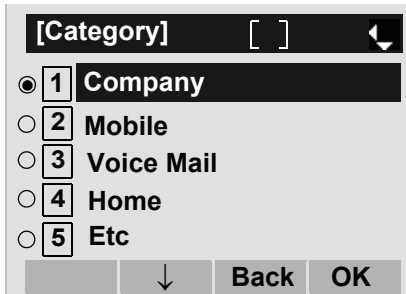 [Category] [ ]
1 Company
2 Mobile
3 Voice Mail
4 Home
5 Etc
↓ Back OK